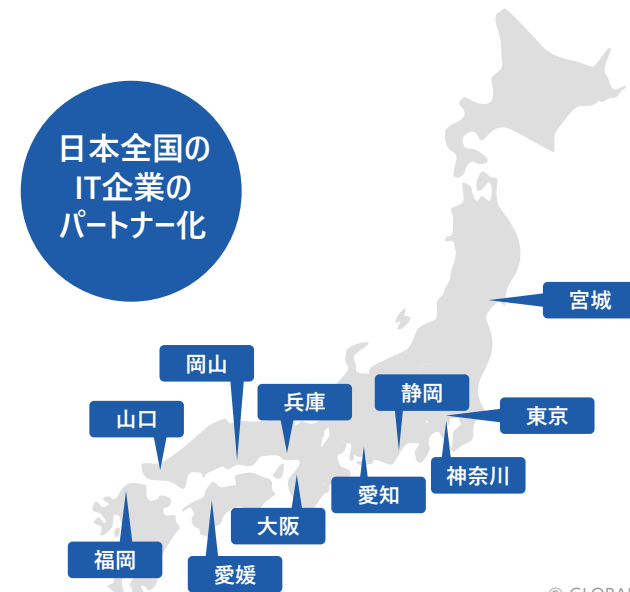 日本全国の
IT企業の
パートナー化
宮城
岡山
静岡
兵庫
山口
東京
神奈川
愛知
大阪
福岡
愛媛
© GLOBAL